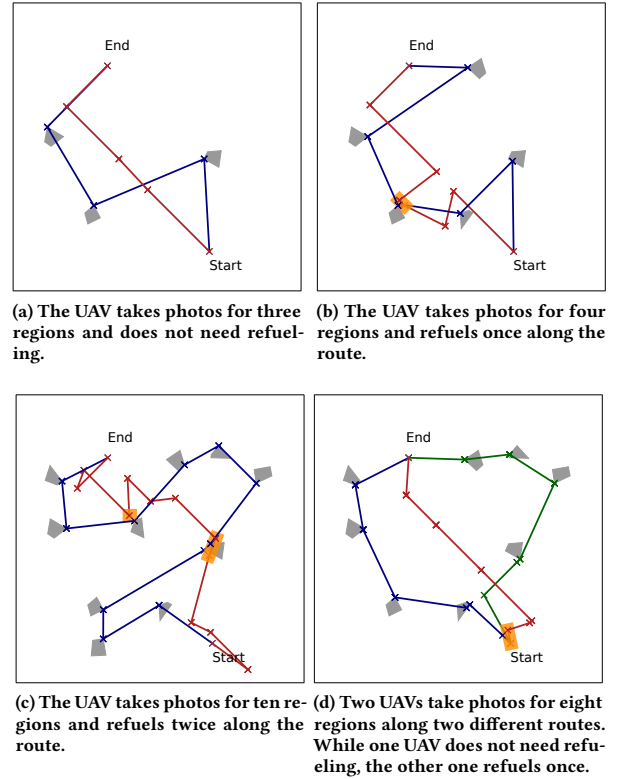 End
Start
End
Start
(a) The UAV takes photos for three
regions and does not need refuel-
ing.
(b) The UAV takes photos for four
regions and refuels once along the
route.
End
Start
End
Start
(c) The UAV takes photos for ten re-
gions and refuels twice along the
route.
(d) Two UAVs take photos for eight
regions along two different routes.
While one UAV does not need refu-
eling, the other one refuels once.